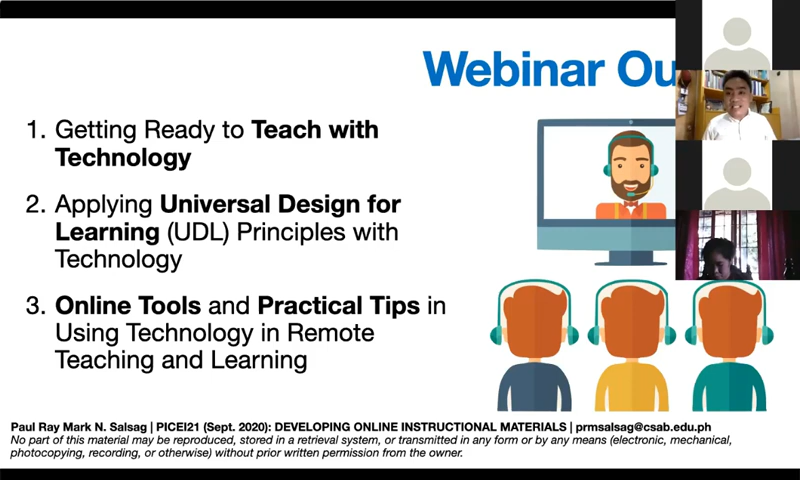 Webinar Ou
1. Getting Ready to Teach with
Technology
2. Applying Universal Design for
Learning (UDL) Principles with
Technology
3. Online Tools and Practical Tips in
Using Technology in Remote
Teaching and Learning
Paul Ray Mark N. Salsag | PICEI21 (Sept. 2020): DEVELOPING ONLINE INSTRUCTIONAL MATERIALS | prmsalsag@csab.edu.ph
No part of this material may be reproduced, stored in a retrieval system, or transmitted in any form or by any means (electronic, mechanical,
photocopying, recording, or otherwise) without prior written permission from the owner.